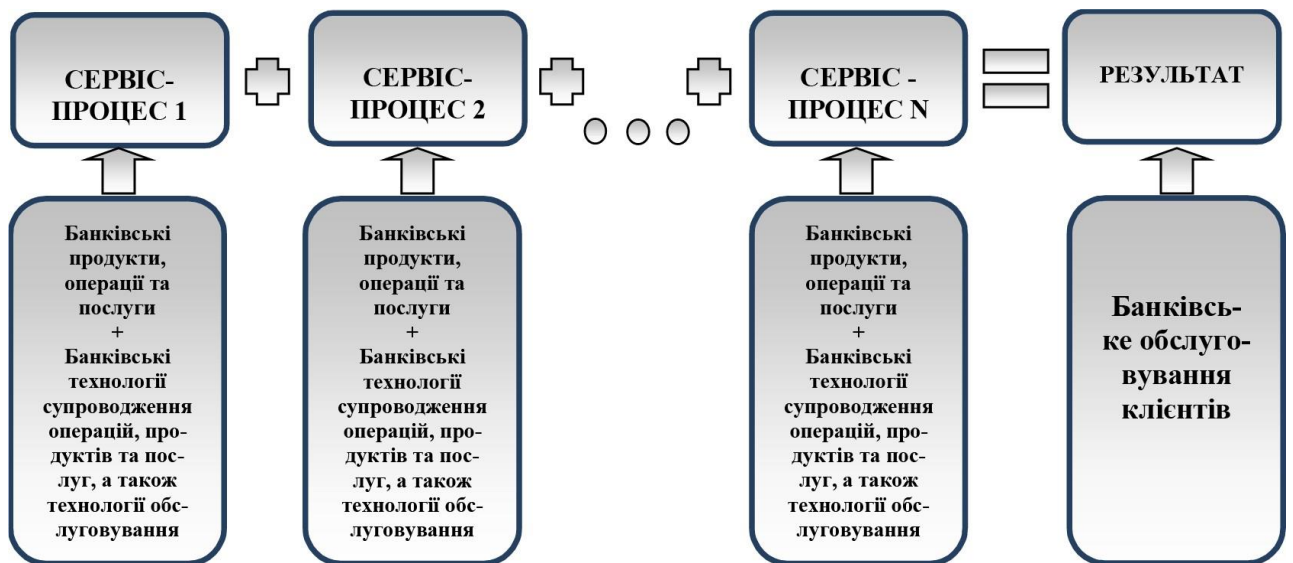 СЕРВІС-
ПРОЦЕС 1
СЕРВІС-
ПРОЦЕС 2
СЕРВІС -
ПРОЦЕС N
РЕЗУЛЬТАТ
Банківські
продукти,
операції та
послуги
+
Банківські
технології
супроводження
операцій, про-
дуктів та пос-
луг, а також
технології обс-
луговування
Банківські
продукти,
операції та
послуги
+
Банківські
технології
супроводження
операцій, про-
дуктів та пос-
луг, а також
технології обс-
луговування
Банківські
продукти,
операції та
послуги
+
Банківські
технології
супроводження
операцій, про-
дуктів та пос-
луг, а також
технології обс-
луговування
Банківсь-
ке обслуго-
вування
клієнтів